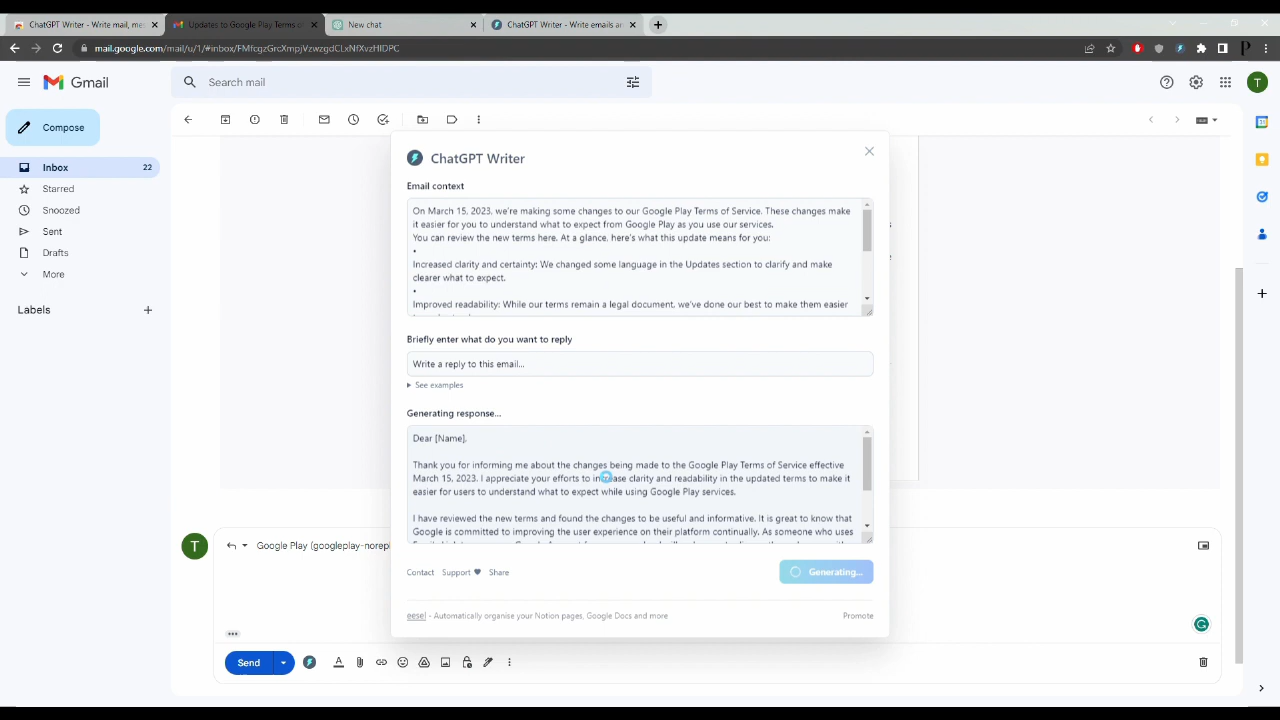 ChatGPT Writer - Write mail, mes
Updates to Google Play Terms of
New chat
ChatGPT Writer - Write emails an
mail.google.com/mail/u/1/#inbox/FMfcgzGrcXmpjVzwzgdCLxNfXvzHlDPC
Gmail
Search mail
T
Compose
Inbox 22
Starred
Snoozed
Sent
Drafts
More
Labels
ChatGPT Writer
Email context
On March 15, 2023, we're making some changes to our Google Play Terms of Service. These changes make
it easier for you to understand what to expect from Google Play as you use our services.
You can review the new terms here. At a glance, here's what this update means for you:
•
Increased clarity and certainty: We changed some language in the Updates section to clarify and make
clearer what to expect.
•
Improved readability: While our terms remain a legal document, we've done our best to make them easier
Briefly enter what do you want to reply
Write a reply to this email...
See examples
Generating response...
Dear [Name],
Thank you for informing me about the changes being made to the Google Play Terms of Service effective
March 15, 2023. I appreciate your efforts to increase clarity and readability in the updated terms to make it
easier for users to understand what to expect while using Google Play services.
I have reviewed the new terms and found the changes to be useful and informative. It is great to know that
Google is committed to improving the user experience on their platform continually. As someone who uses
Contact Support Share
Generating...
eesel - Automatically organise your Notion pages, Google Docs and more
Promote
T
Google Play (googleplay-norepl
Send